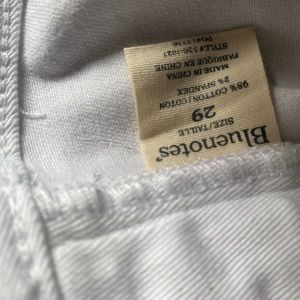 Bluenotes®
SIZE/TAILLE
29
98% COTTON / COTON
2% SPANDEX
MADE IN CHINA
FABRIQUE EN CHINE